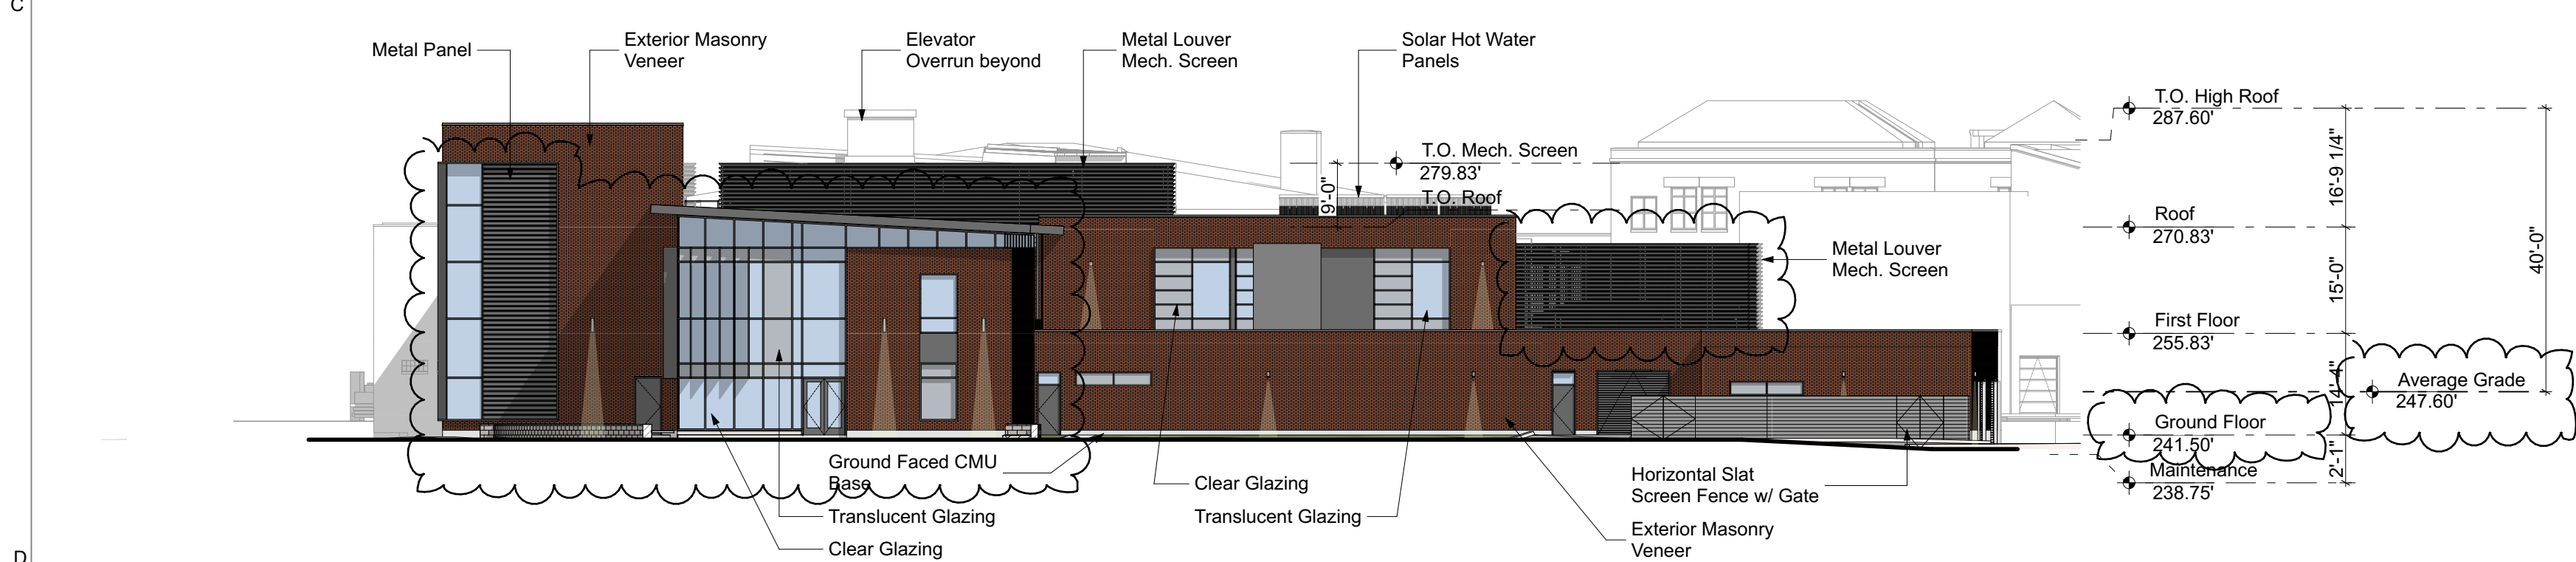 C
Metal Panel
Exterior Masonry
Veneer
Elevator
Overrun beyond
Metal Louver
Mech. Screen
Solar Hot Water
Panels
T.O. Mech. Screen
279.83'
9'-0"
T.O. Roof
Metal Louver
Mech. Screen
T.O. High Roof
287.60'
16'-9 1/4"
Roof
270.83'
15'-0"
40'-0"
First Floor
255.83'
14'-4"
Average Grade
247.60'
Ground Floor
241.50'
2'-1"
Maintenance
238.75'
Ground Faced CMU
Base
Translucent Glazing
Clear Glazing
Clear Glazing
Translucent Glazing
Horizontal Slat
Screen Fence w/ Gate
Exterior Masonry
Veneer
D